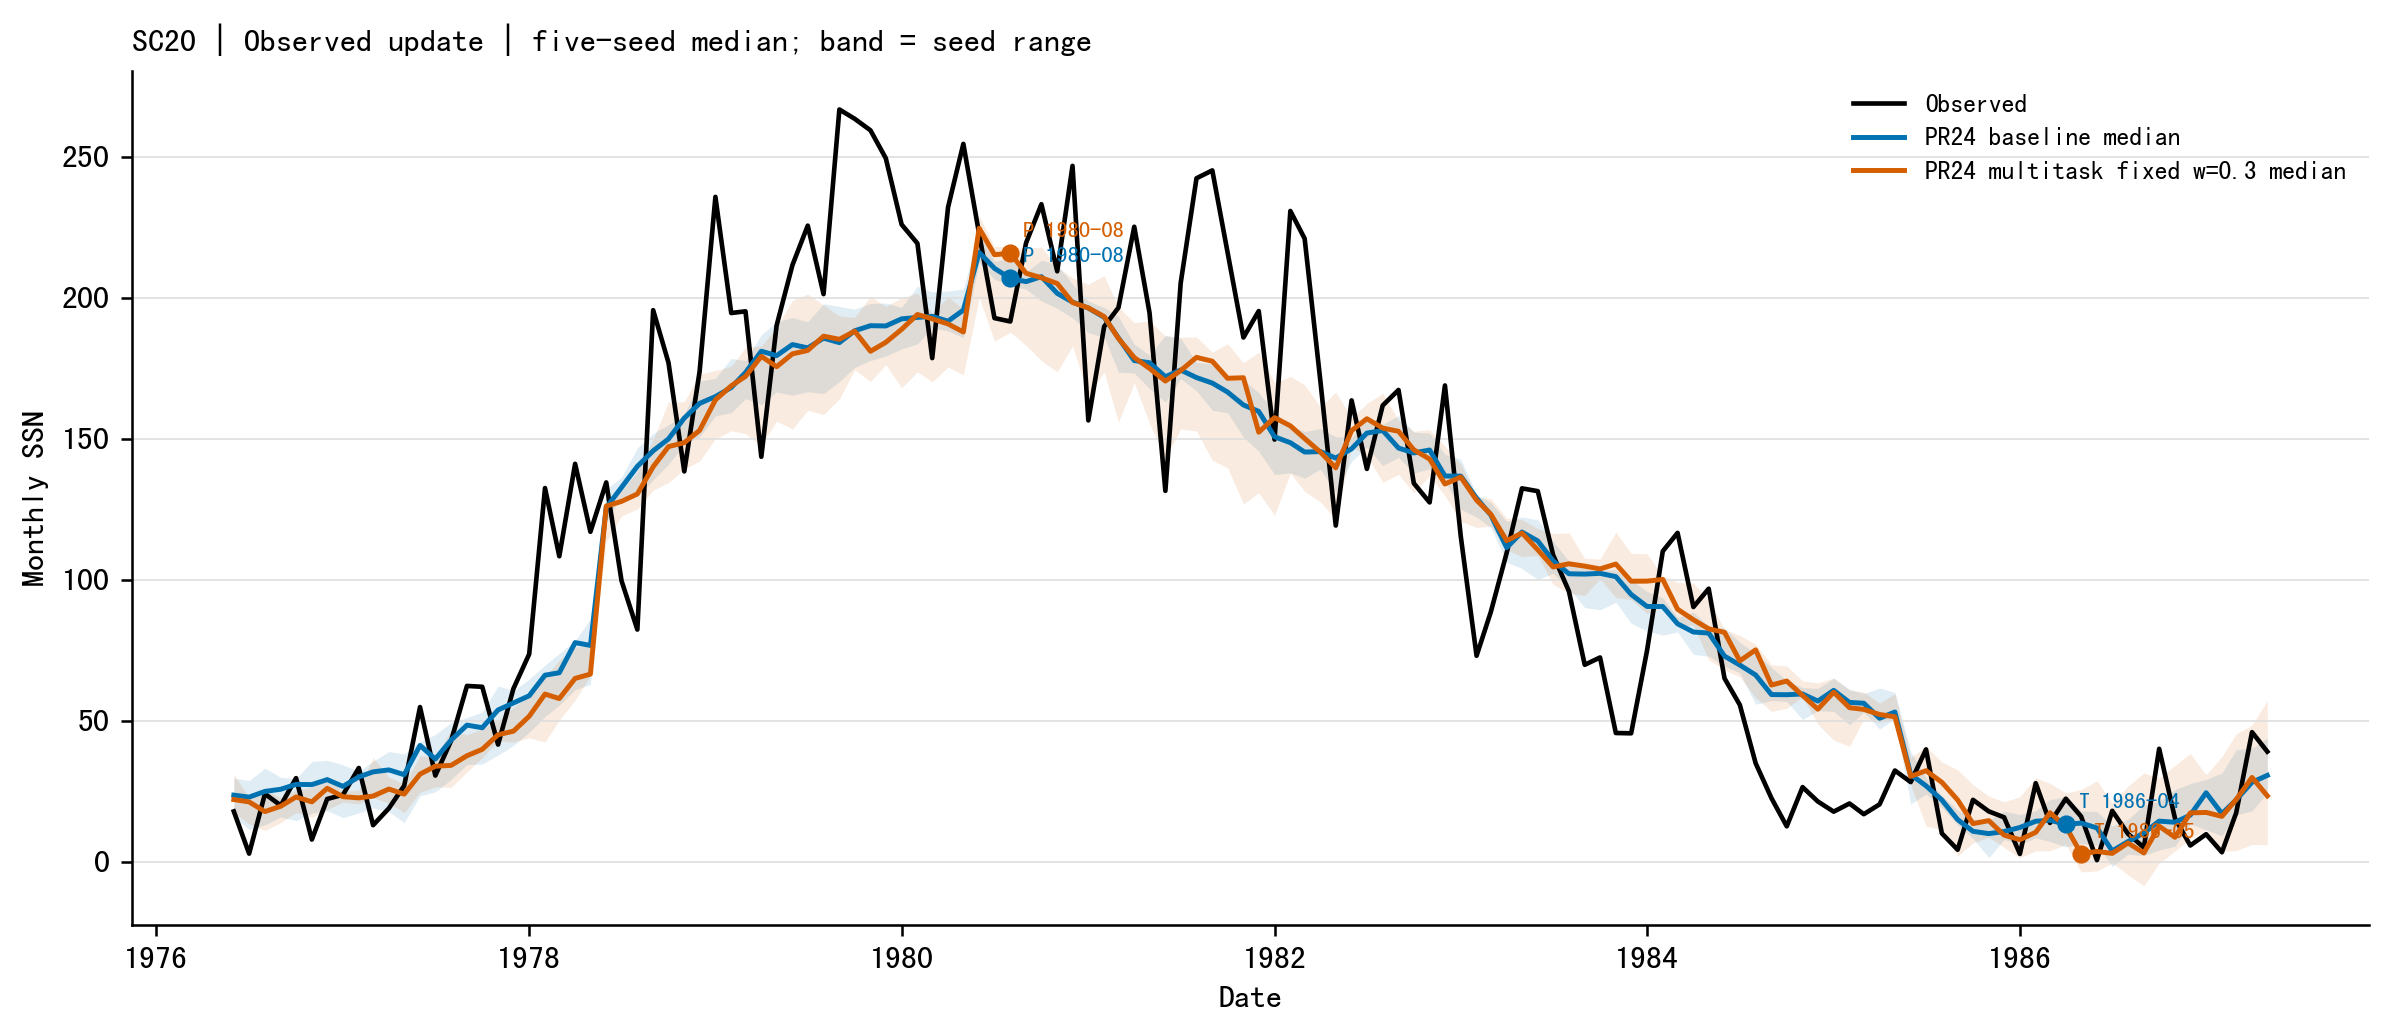 SC20 | Observed update | five-seed median; band = seed range
Observed
PR24 baseline median
PR24 multitask fixed w=0.3 median
Monthly SSN
250
200
150
100
50
0
P 1980-08
P 1980-08
T 1986-04
T 1986-05
1976
1978
1980
1982
1984
1986
Date